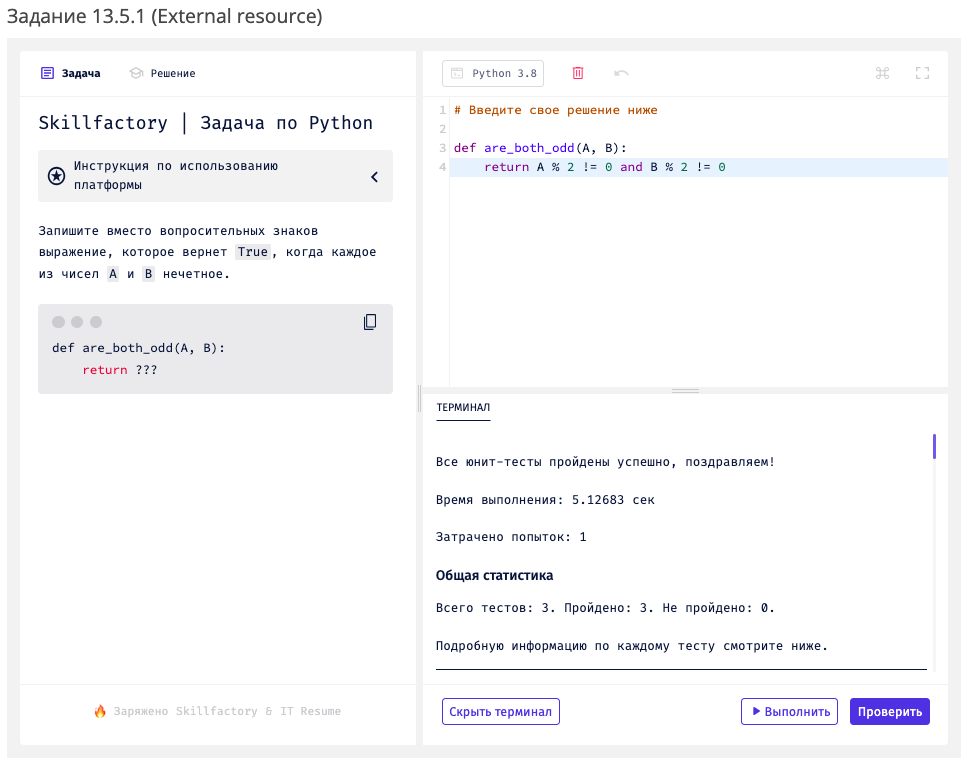 Задание 13.5.1 (External resource)
Задача
Решение
Skillfactory | Задача по Python
Инструкция по использованию
платформы
Запишите вместо вопросительных знаков
выражение, которое вернет True, когда каждое
из чисел A и B нечетное.
def are_both_odd(A, B):
    return ???
Заряжено Skillfactory & IT Resume
Python 3.8
1 # Введите свое решение ниже
2
3 def are_both_odd(A, B):
4     return A % 2 != 0 and B % 2 != 0
ТЕРМИНАЛ
Все юнит-тесты пройдены успешно, поздравляем!
Время выполнения: 5.12683 сек
Затрачено попыток: 1
Общая статистика
Всего тестов: 3. Пройдено: 3. Не пройдено: 0.
Подробную информацию по каждому тесту смотрите ниже.
Скрыть терминал
Выполнить
Проверить